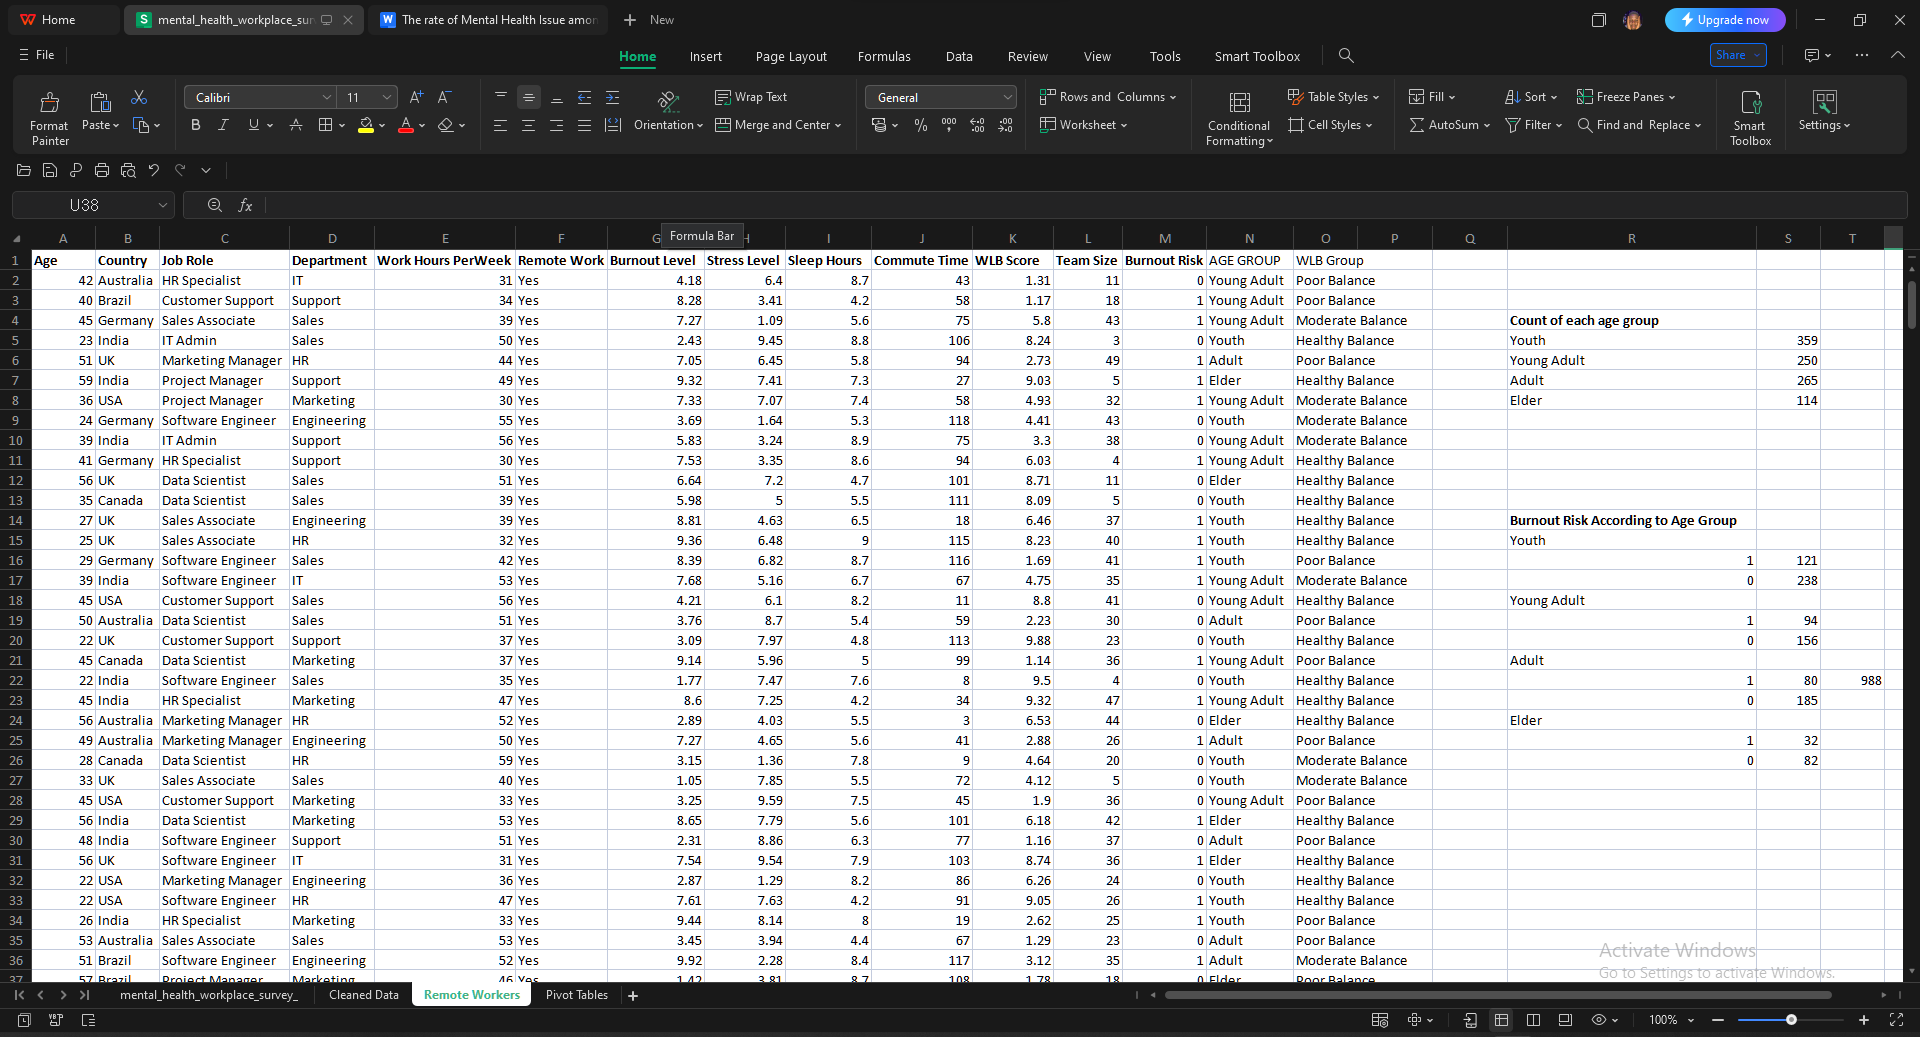 Home mental_health_workplace_sur The rate of Mental Health Issue amor New Upgrade now
File Home Insert Page Layout Formulas Data Review View Tools Smart Toolbox Share
Calibri 11 Wrap Text General Rows and Columns Table Styles Fill Sort Freeze Panes
Format Painter Paste B I U A Orientation Merge and Center % Worksheet Conditional Formatting Cell Styles AutoSum Filter Find and Replace Smart Toolbox Settings
U38 fx
Formula Bar
A B C D E F G H I J K L M N O P Q R S T
1 Age Country Job Role Department Work Hours PerWeek Remote Work Burnout Level Stress Level Sleep Hours Commute Time WLB Score Team Size Burnout Risk AGE GROUP WLB Group
2 42 Australia HR Specialist IT 31 Yes 4.18 6.4 8.7 43 1.31 11 0 Young Adult Poor Balance
3 40 Brazil Customer Support Support 34 Yes 8.28 3.41 4.2 58 1.17 18 1 Young Adult Poor Balance
4 45 Germany Sales Associate Sales 39 Yes 7.27 1.09 5.6 75 5.8 43 1 Young Adult Moderate Balance Count of each age group
5 23 India IT Admin Sales 50 Yes 2.43 9.45 8.8 106 8.24 3 0 Youth Healthy Balance Youth 359
6 51 UK Marketing Manager HR 44 Yes 7.05 6.45 5.8 94 2.73 49 1 Adult Poor Balance Young Adult 250
7 59 India Project Manager Support 49 Yes 9.32 7.41 7.3 27 9.03 5 1 Elder Healthy Balance Adult 265
8 36 USA Project Manager Marketing 30 Yes 7.33 7.07 7.4 58 4.93 32 1 Young Adult Moderate Balance Elder 114
9 24 Germany Software Engineer Engineering 55 Yes 3.69 1.64 5.3 118 4.41 43 0 Youth Moderate Balance
10 39 India IT Admin Support 56 Yes 5.83 3.24 8.9 75 3.3 38 0 Young Adult Moderate Balance
11 41 Germany HR Specialist Support 30 Yes 7.53 3.35 8.6 94 6.03 4 1 Young Adult Healthy Balance
12 56 UK Data Scientist Sales 51 Yes 6.64 7.2 4.7 101 8.71 11 0 Elder Healthy Balance
13 35 Canada Data Scientist Sales 39 Yes 5.98 5 5.5 111 8.09 5 0 Youth Healthy Balance
14 27 UK Sales Associate Engineering 39 Yes 8.81 4.63 6.5 18 6.46 37 1 Youth Healthy Balance Burnout Risk According to Age Group
15 25 UK Sales Associate HR 32 Yes 9.36 6.48 9 115 8.23 40 1 Youth Healthy Balance Youth
16 29 Germany Software Engineer Sales 42 Yes 8.39 6.82 8.7 116 1.69 41 1 Youth Poor Balance 1 121
17 39 India Software Engineer IT 53 Yes 7.68 5.16 6.7 67 4.75 35 1 Young Adult Moderate Balance 0 238
18 45 USA Customer Support Sales 56 Yes 4.21 6.1 8.2 11 8.8 41 0 Young Adult Healthy Balance Young Adult
19 50 Australia Data Scientist Sales 51 Yes 3.76 8.7 5.4 59 2.23 30 0 Adult Poor Balance 1 94
20 22 UK Customer Support Support 37 Yes 3.09 7.97 4.8 113 9.88 23 0 Youth Healthy Balance 0 156
21 45 Canada Data Scientist Marketing 37 Yes 9.14 5.96 5 99 1.14 36 1 Young Adult Poor Balance Adult
22 22 India Software Engineer Sales 35 Yes 1.77 7.47 7.6 8 9.5 4 0 Youth Healthy Balance 1 80 988
23 45 India HR Specialist Marketing 47 Yes 8.6 7.25 4.2 34 9.32 47 1 Young Adult Healthy Balance 0 185
24 56 Australia Marketing Manager HR 52 Yes 2.89 4.03 5.5 3 6.53 44 0 Elder Healthy Balance Elder
25 49 Australia Marketing Manager Engineering 50 Yes 7.27 4.65 5.6 41 2.88 26 1 Adult Poor Balance 1 32
26 28 Canada Data Scientist HR 59 Yes 3.15 1.36 7.8 9 4.64 20 0 Youth Moderate Balance 0 82
27 33 UK Sales Associate Sales 40 Yes 1.05 7.85 5.5 72 4.12 5 0 Youth Moderate Balance
28 45 USA Customer Support Marketing 33 Yes 3.25 9.59 7.5 45 1.9 36 0 Young Adult Poor Balance
29 56 India Data Scientist Marketing 53 Yes 8.65 7.79 5.6 101 6.18 42 1 Elder Healthy Balance
30 48 India Software Engineer Support 51 Yes 2.31 8.86 6.3 77 1.16 37 0 Adult Poor Balance
31 56 UK Software Engineer IT 31 Yes 7.54 9.54 7.9 103 8.74 36 1 Elder Healthy Balance
32 22 USA Marketing Manager Engineering 36 Yes 2.87 1.29 8.2 86 6.26 24 0 Youth Healthy Balance
33 22 USA Software Engineer HR 47 Yes 7.61 7.63 4.2 91 9.05 26 1 Youth Healthy Balance
34 26 India HR Specialist Marketing 33 Yes 9.44 8.14 8 19 2.62 25 1 Youth Poor Balance
35 53 Australia Sales Associate Sales 53 Yes 3.45 3.94 4.4 67 1.29 23 0 Adult Poor Balance
36 51 Brazil Software Engineer Engineering 52 Yes 9.92 2.28 8.4 117 3.12 35 1 Adult Moderate Balance
37 57 Brazil Project Manager Marketing 46 Yes 1.42 3.81 8.7 108 1.78 18 0 Elder Poor Balance
Activate Windows
Go to Settings to activate Windows.
mental_health_workplace_survey_ Cleaned Data Remote Workers Pivot Tables
100%